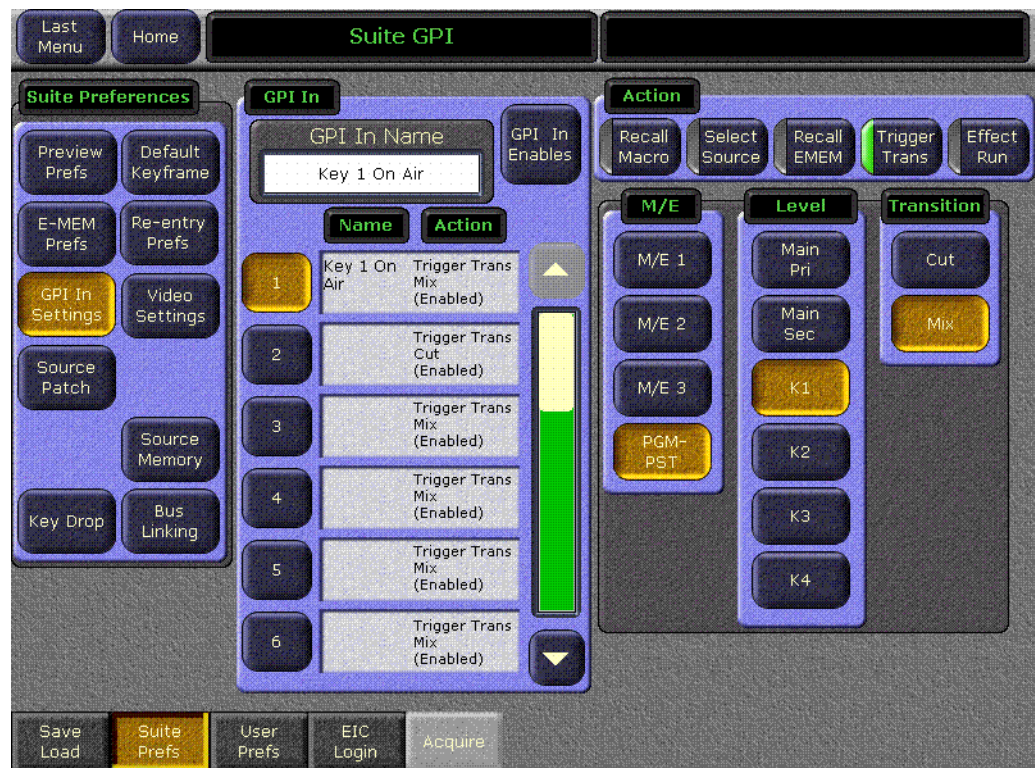 Last
Menu
Home
Suite GPI
Suite Preferences
Preview
Prefs
Default
Keyframe
E-MEM
Prefs
Re-entry
Prefs
GPI In
Settings
Video
Settings
Source
Patch
Source
Memory
Key Drop
Bus
Linking
GPI In
GPI In Name
Key 1 On Air
GPI In
Enables
Name
Action
1
Key 1 On
Air
Trigger Trans
Mix
(Enabled)
2
Trigger Trans
Cut
(Enabled)
3
Trigger Trans
Mix
(Enabled)
4
Trigger Trans
Mix
(Enabled)
5
Trigger Trans
Mix
(Enabled)
6
Trigger Trans
Mix
(Enabled)
Action
Recall
Macro
Select
Source
Recall
EMEM
Trigger
Trans
Effect
Run
M/E
M/E 1
M/E 2
M/E 3
PGM-
PST
Level
Main
Pri
Main
Sec
K1
K2
K3
K4
Transition
Cut
Mix
Save
Load
Suite
Prefs
User
Prefs
EIC
Login
Acquire